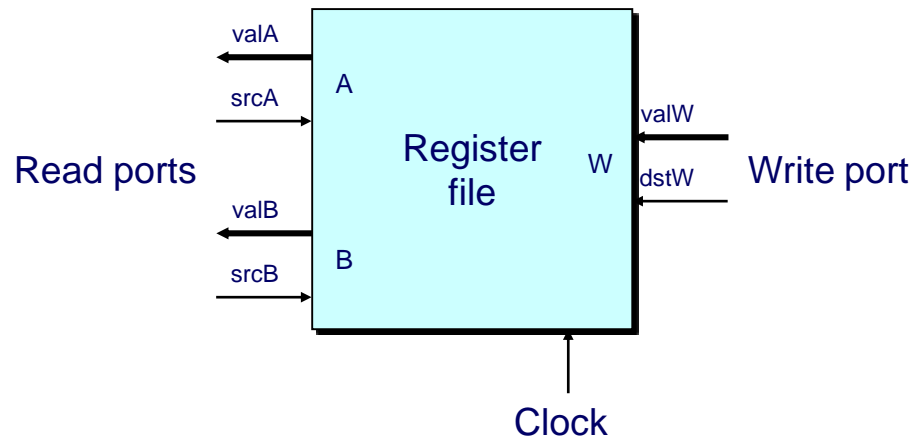 valA
A
srcA
Read ports
valB
B
srcB
Register
file
W
valW
dstW
Write port
Clock